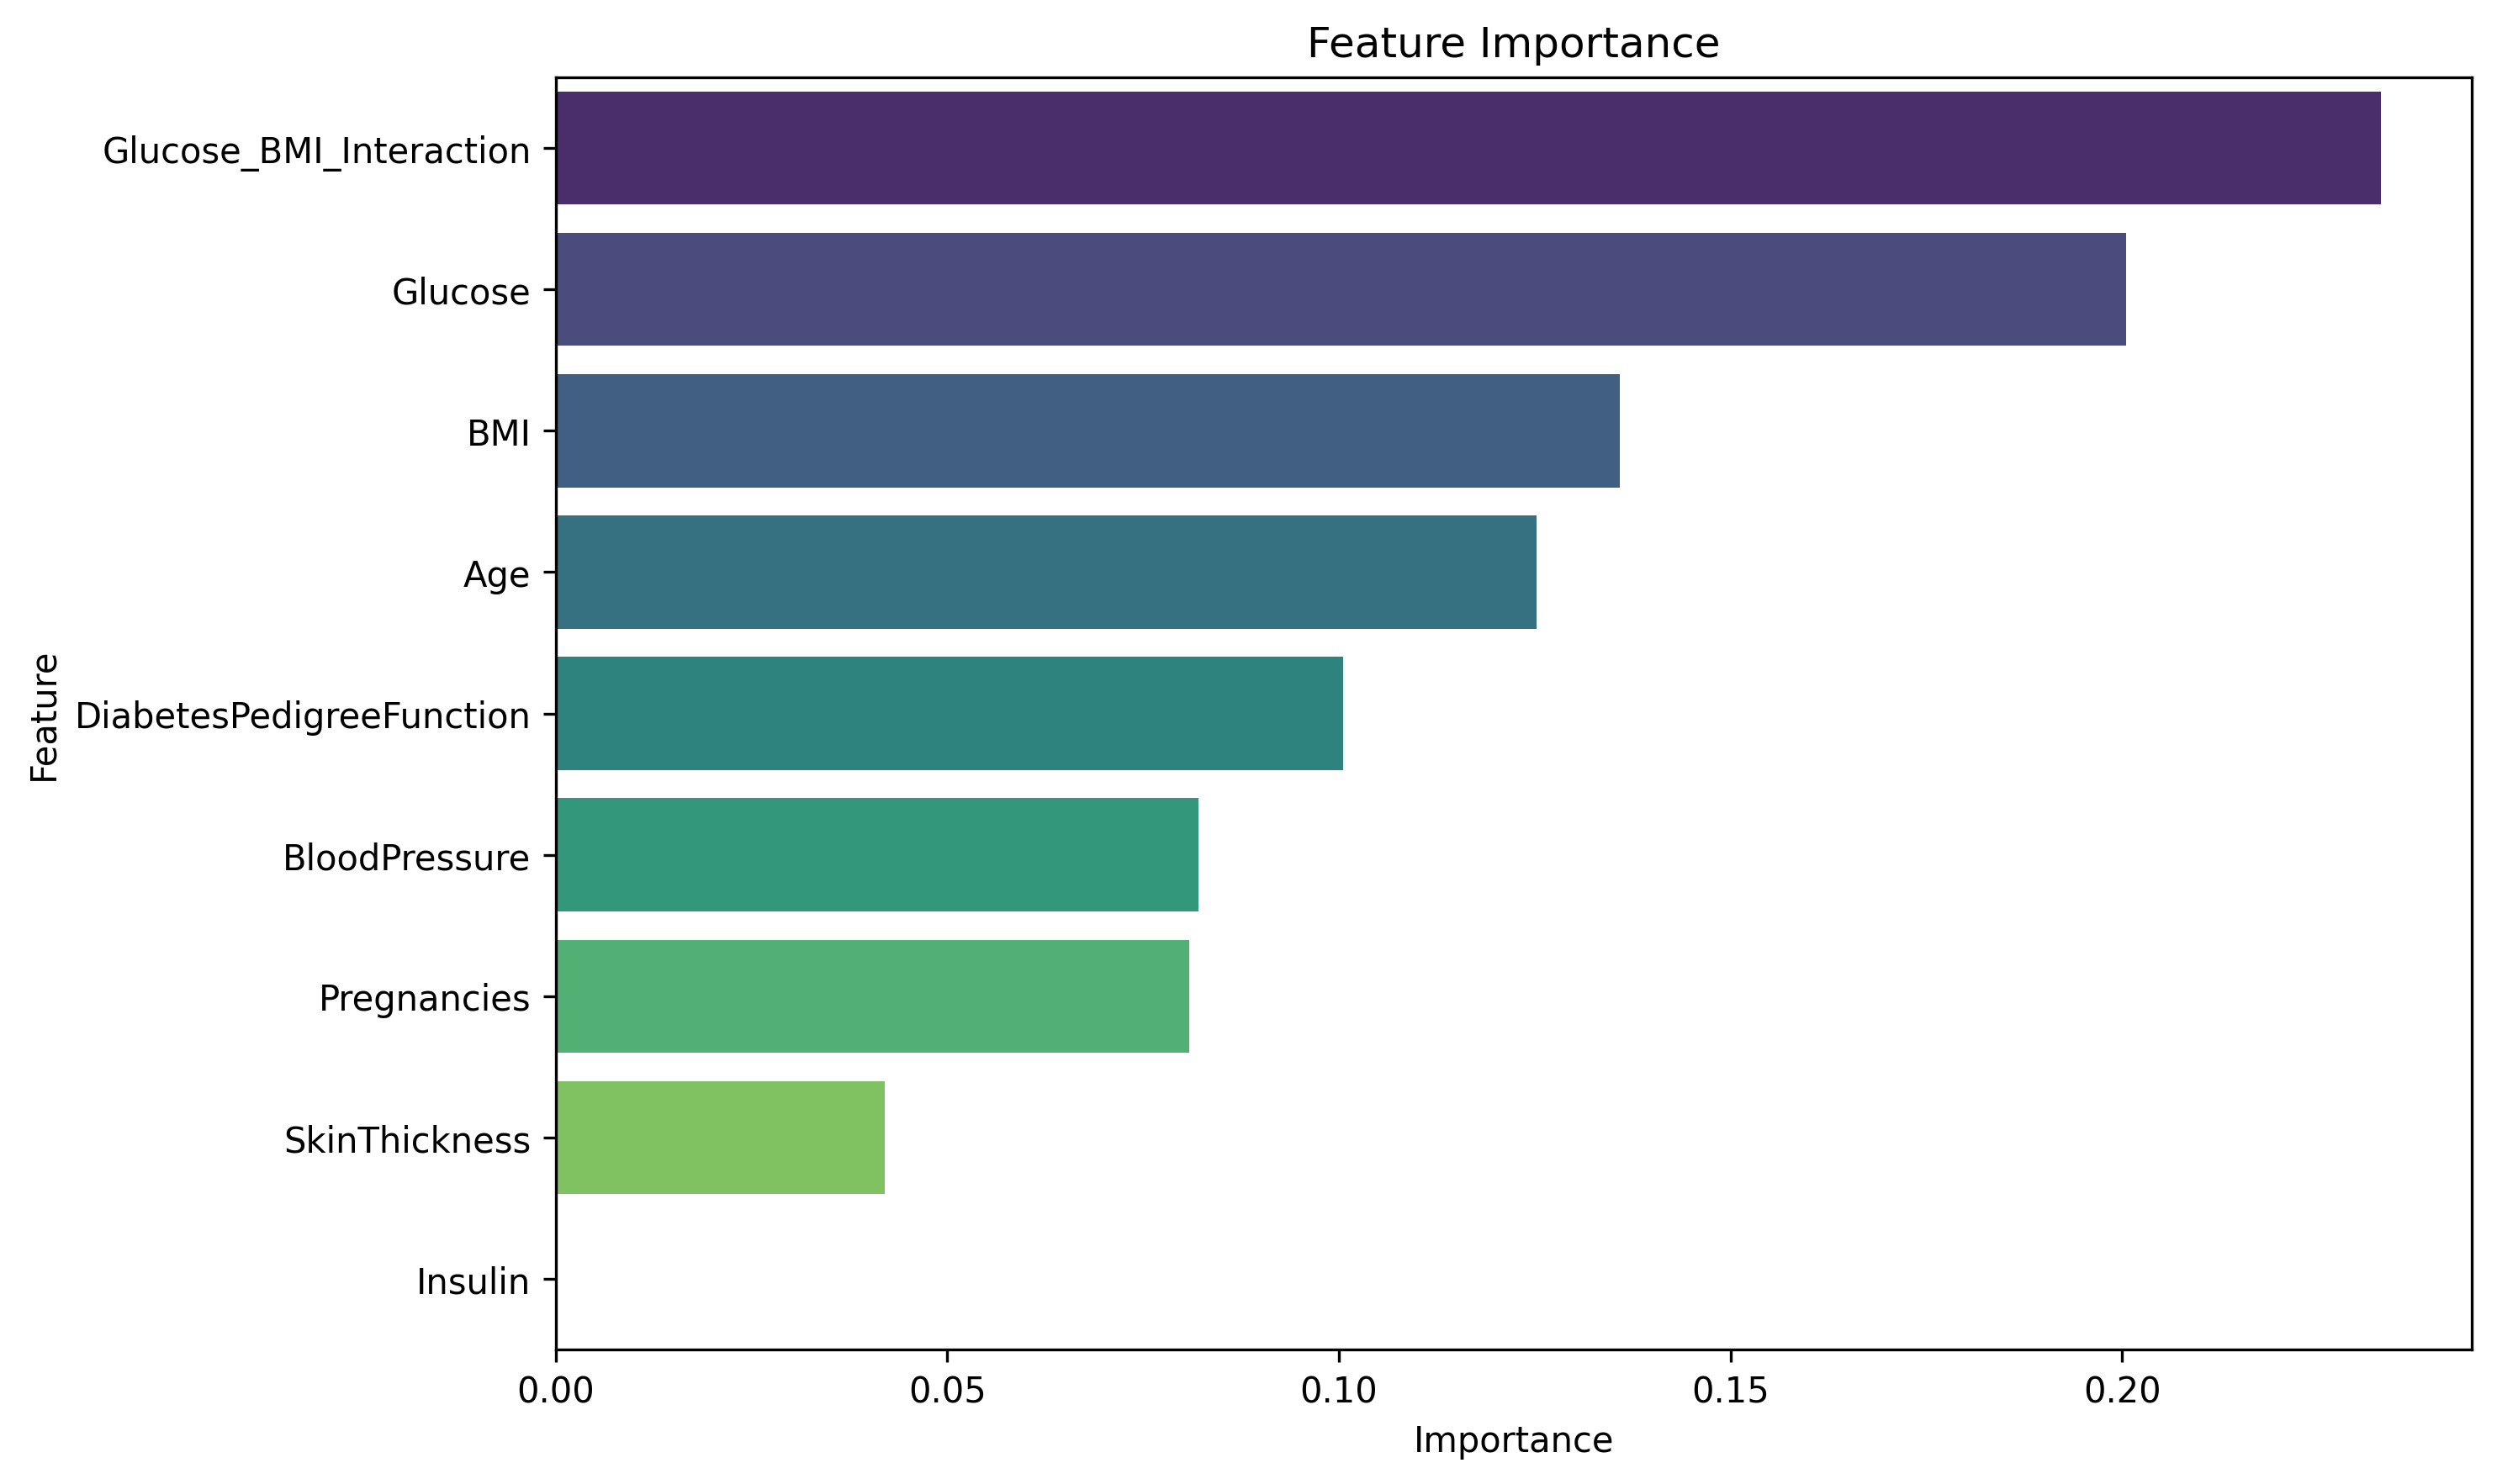 Feature Importance
Glucose_BMI_Interaction
Glucose
BMI
Age
DiabetesPedigreeFunction
BloodPressure
Pregnancies
SkinThickness
Insulin
Feature
0.00 0.05 0.10 0.15 0.20
Importance